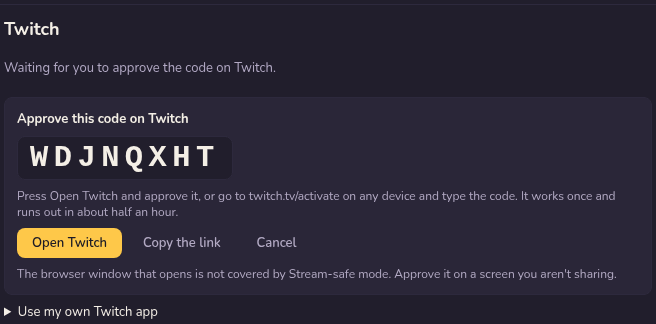 Twitch
Waiting for you to approve the code on Twitch.
Approve this code on Twitch
WDJNQXHT
Press Open Twitch and approve it, or go to twitch.tv/activate on any device and type the code. It works once and
runs out in about half an hour.
Open Twitch Copy the link Cancel
The browser window that opens is not covered by Stream-safe mode. Approve it on a screen you aren't sharing.
Use my own Twitch app